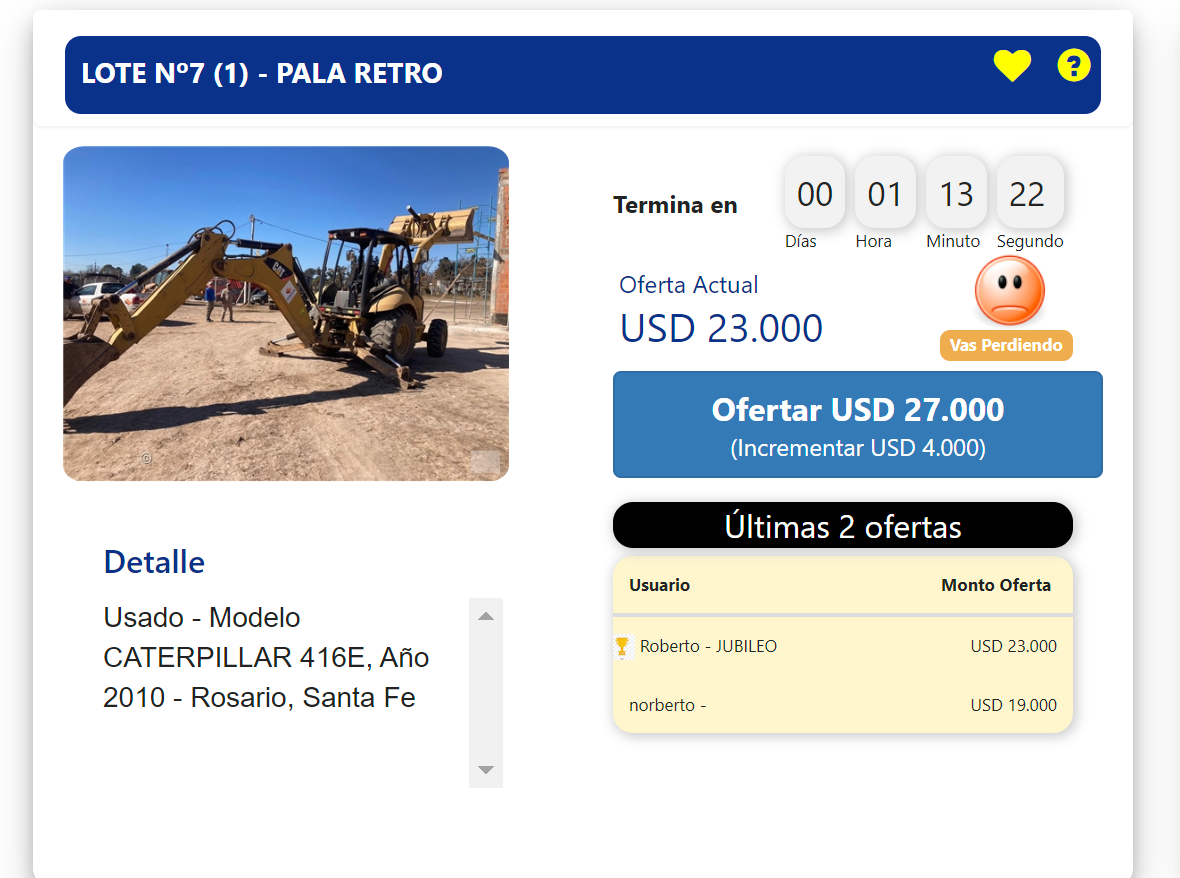 LOTE Nº7 (1) - PALA RETRO
?
CAT
©
Termina en
00 01 13 22
Días Hora Minuto Segundo
Oferta Actual
USD 23.000
Vas Perdiendo
Ofertar USD 27.000
(Incrementar USD 4.000)
Últimas 2 ofertas
Usuario Monto Oferta
Roberto - JUBILEO USD 23.000
norberto - USD 19.000
Detalle
Usado - Modelo
CATERPILLAR 416E, Año
2010 - Rosario, Santa Fe